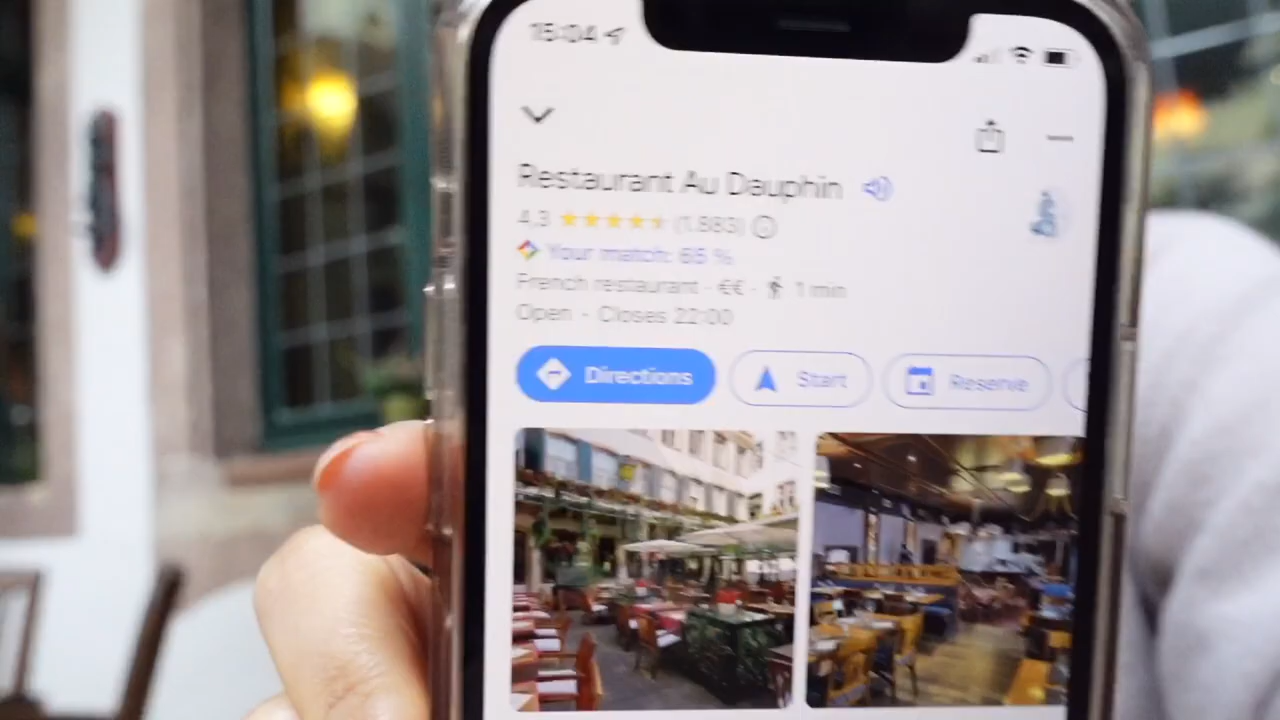 15:04
Restaurant Au Dauphin
4,3 (1.883)
Your match: 66 %
French restaurant · €€ · 1 min
Open · Closes 22:00
Directions
Start
Reserve